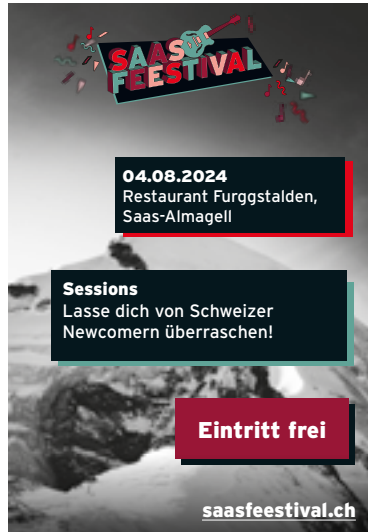 SAAS
FEESTIVAL
04.08.2024
Restaurant Furggstalden,
Saas-Almagell
Sessions
Lasse dich von Schweizer
Newcomern überraschen!
Eintritt frei
saasfeestival.ch